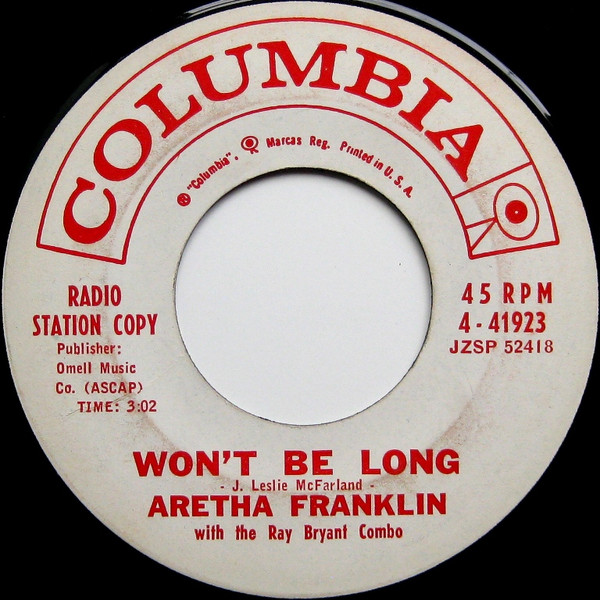 COLUMBIA
® "Columbia", Marcas Reg. Printed in U. S. A.
RADIO
STATION COPY
Publisher:
Omell Music
Co. (ASCAP)
TIME: 3:02
45 RPM
4-41923
JZSP 52418
WON'T BE LONG
- J. Leslie McFarland -
ARETHA FRANKLIN
with the Ray Bryant Combo